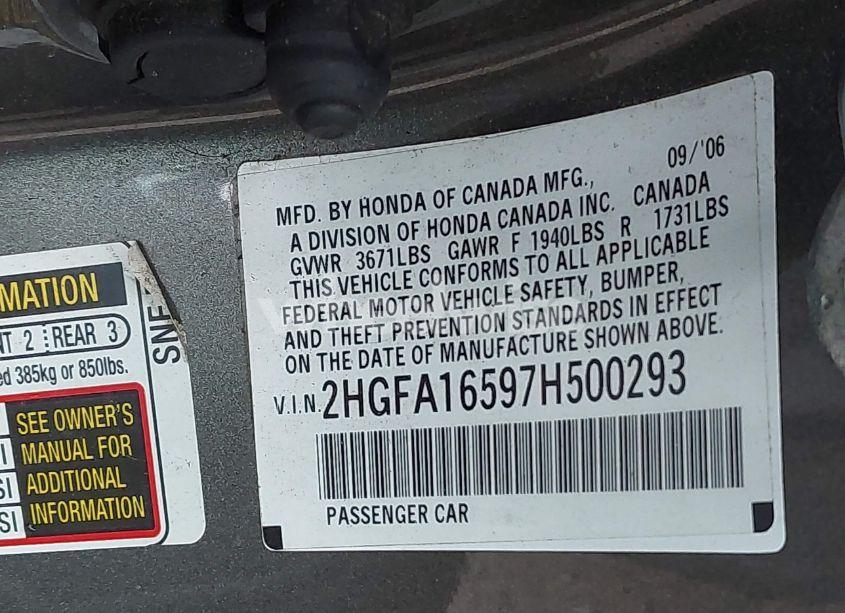 09/'06
MFD. BY HONDA OF CANADA MFG.,
A DIVISION OF HONDA CANADA INC. CANADA
GVWR 3671LBS GAWR F 1940LBS R 1731LBS
THIS VEHICLE CONFORMS TO ALL APPLICABLE
FEDERAL MOTOR VEHICLE SAFETY, BUMPER,
AND THEFT PREVENTION STANDARDS IN EFFECT
ON THE DATE OF MANUFACTURE SHOWN ABOVE.
V.I.N. 2HGFA16597H500293
PASSENGER CAR
MATION
NT 2 REAR 3
ed 385kg or 850lbs.
SEE OWNER'S
I MANUAL FOR
SI ADDITIONAL
SI INFORMATION
SNE